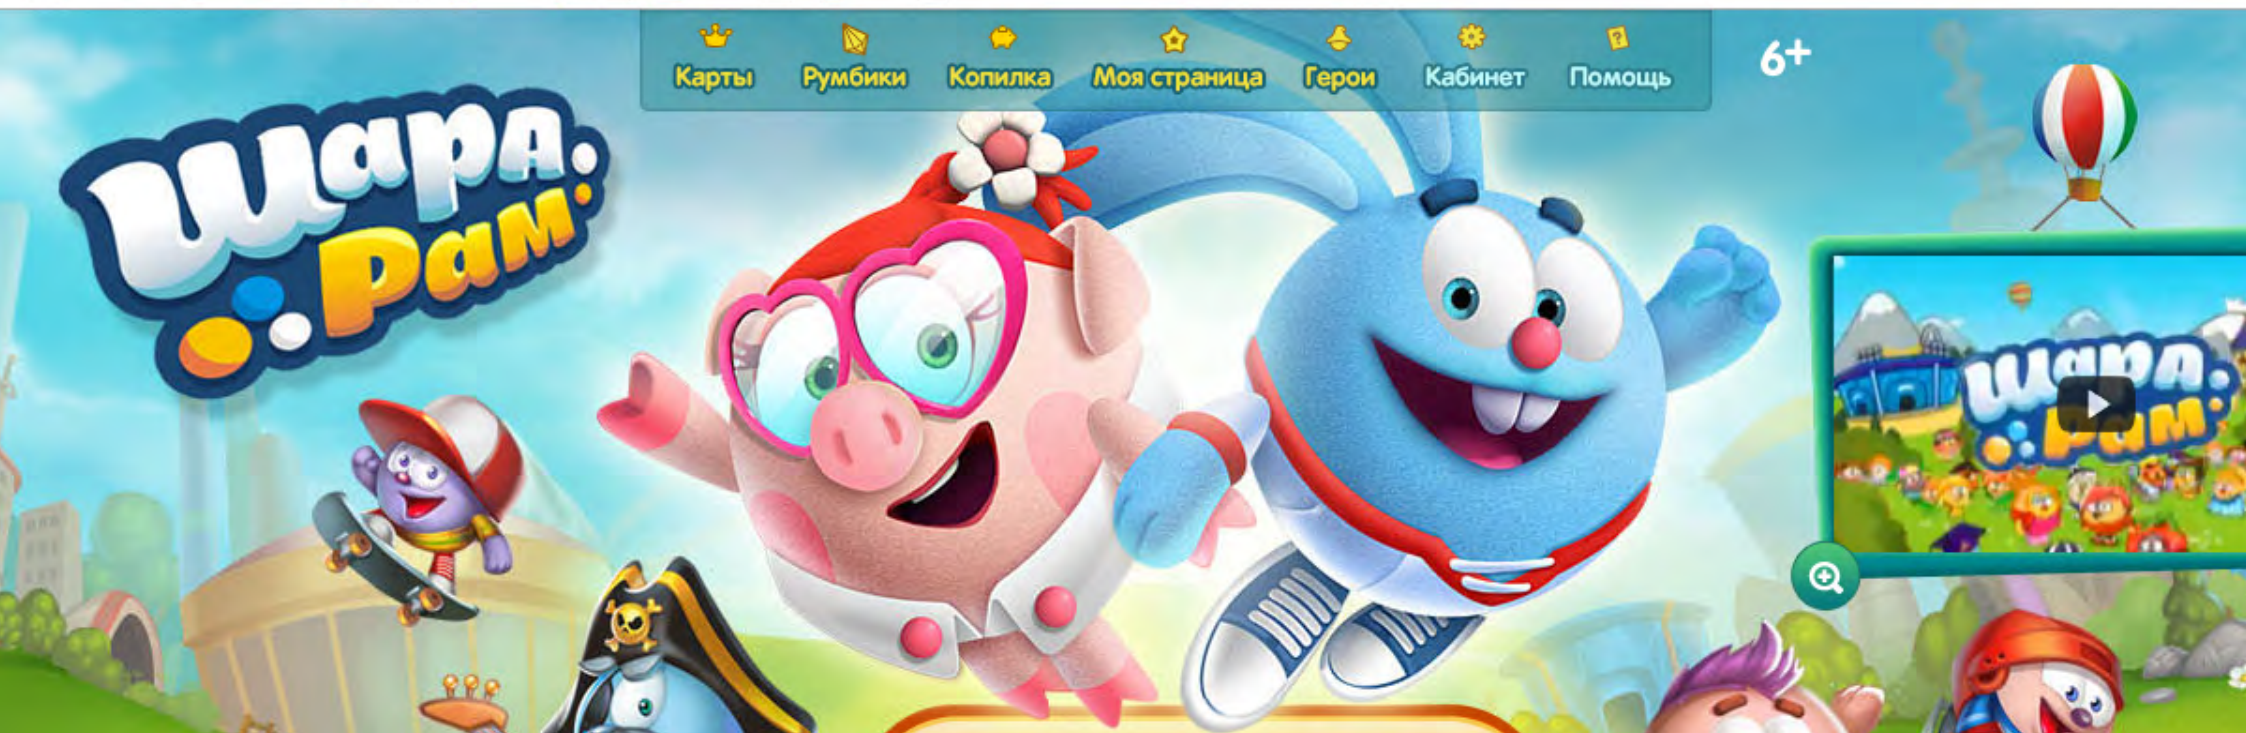 Карты Румбики Копилка Моя страница Герои Кабинет Помощь
6+
Шара
Рам
Шара
Рам